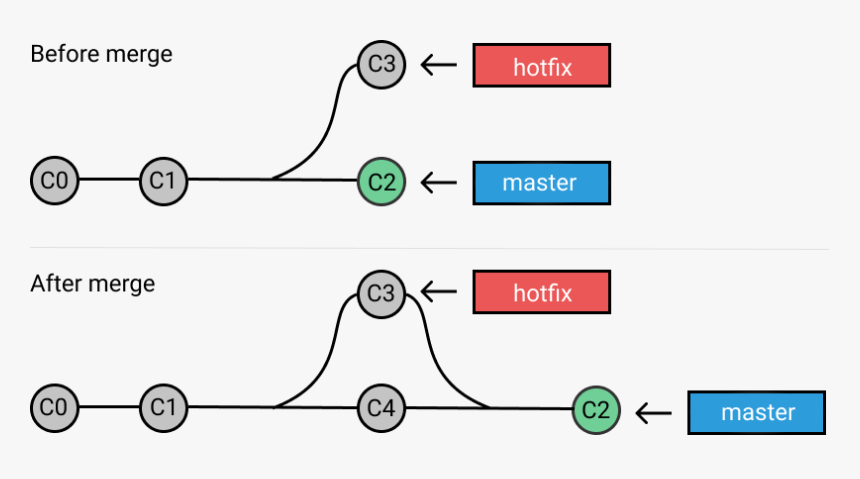 Before merge
C3
hotfix
C0
C1
C2
master
After merge
C3
hotfix
C0
C1
C4
C2
master